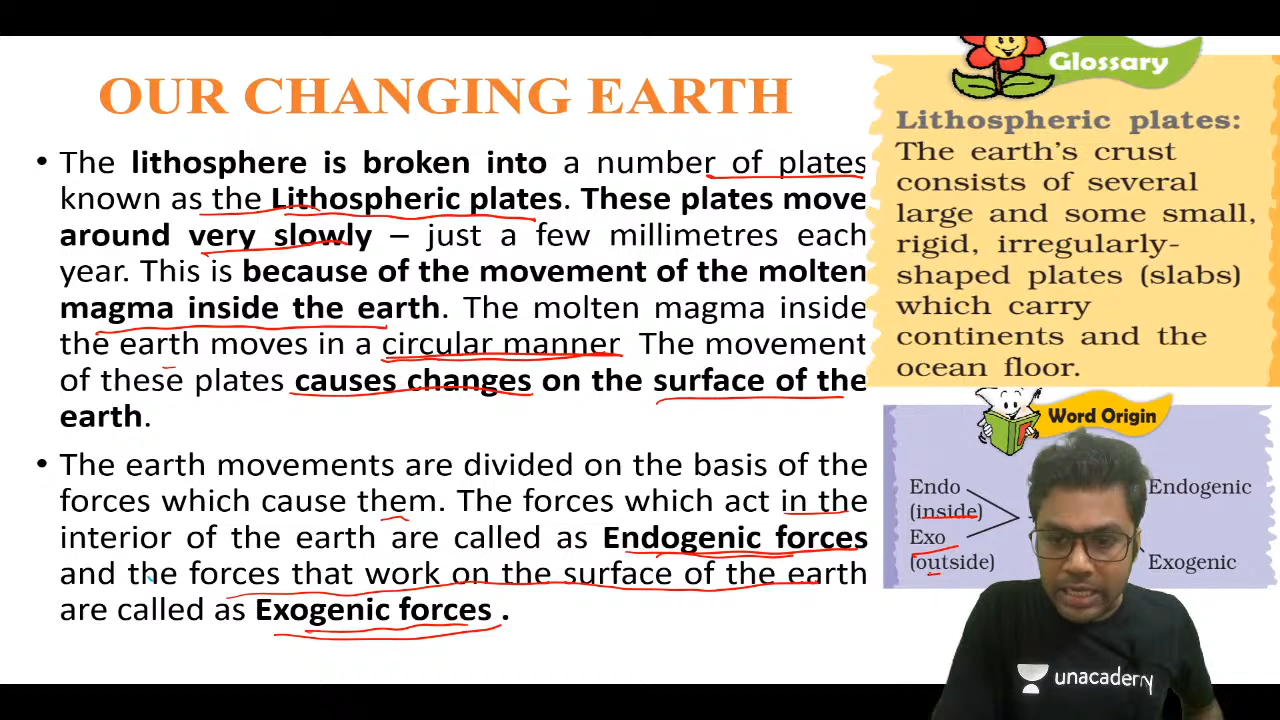 OUR CHANGING EARTH
• The lithosphere is broken into a number of plates
known as the Lithospheric plates. These plates move
around very slowly – just a few millimetres each
year. This is because of the movement of the molten
magma inside the earth. The molten magma inside
the earth moves in a circular manner The movement
of these plates causes changes on the surface of the
earth.
• The earth movements are divided on the basis of the
forces which cause them. The forces which act in the
interior of the earth are called as Endogenic forces
and the forces that work on the surface of the earth
are called as Exogenic forces .
Glossary
Lithospheric plates:
The earth's crust
consists of several
large and some small,
rigid, irregularly-
shaped plates (slabs)
which carry
continents and the
ocean floor.
Word Origin
Endo
(inside)
Exo
(outside)
Endogenic
Exogenic
unacademy